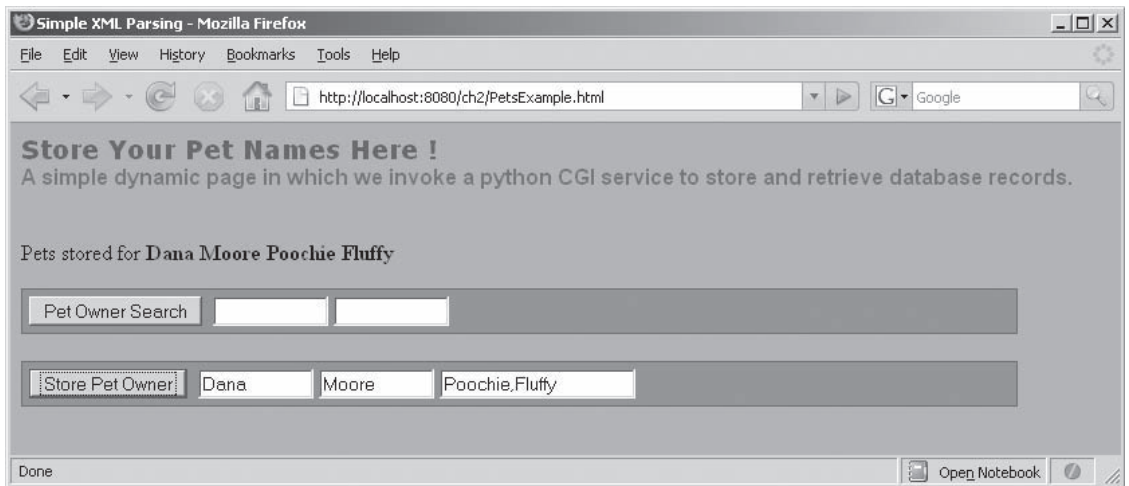 Simple XML Parsing - Mozilla Firefox
File Edit View History Bookmarks Tools Help
http://localhost:8080/ch2/PetsExample.html G Google
Store Your Pet Names Here !
A simple dynamic page in which we invoke a python CGI service to store and retrieve database records.
Pets stored for Dana Moore Poochie Fluffy
Pet Owner Search
Store Pet Owner Dana Moore Poochie,Fluffy
Done Open Notebook